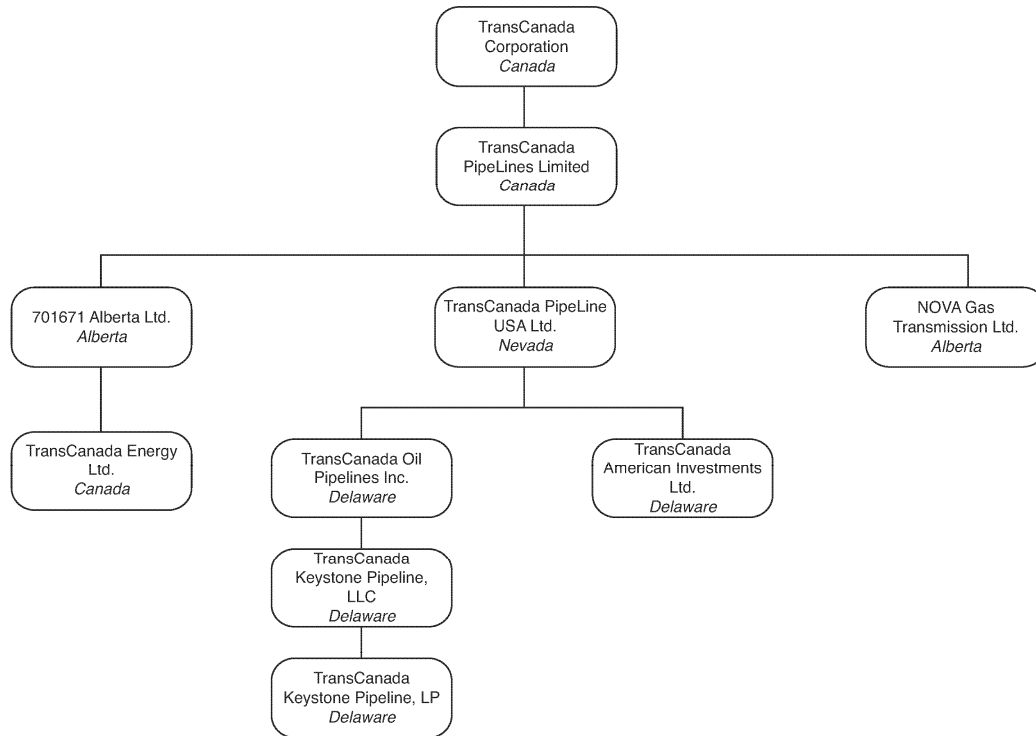 TransCanada
Corporation
Canada
TransCanada
PipeLines Limited
Canada
701671 Alberta Ltd.
Alberta
TransCanada PipeLine
USA Ltd.
Nevada
NOVA Gas
Transmission Ltd.
Alberta
TransCanada Energy
Ltd.
Canada
TransCanada Oil
Pipelines Inc.
Delaware
TransCanada
American Investments
Ltd.
Delaware
TransCanada
Keystone Pipeline,
LLC
Delaware
TransCanada
Keystone Pipeline, LP
Delaware